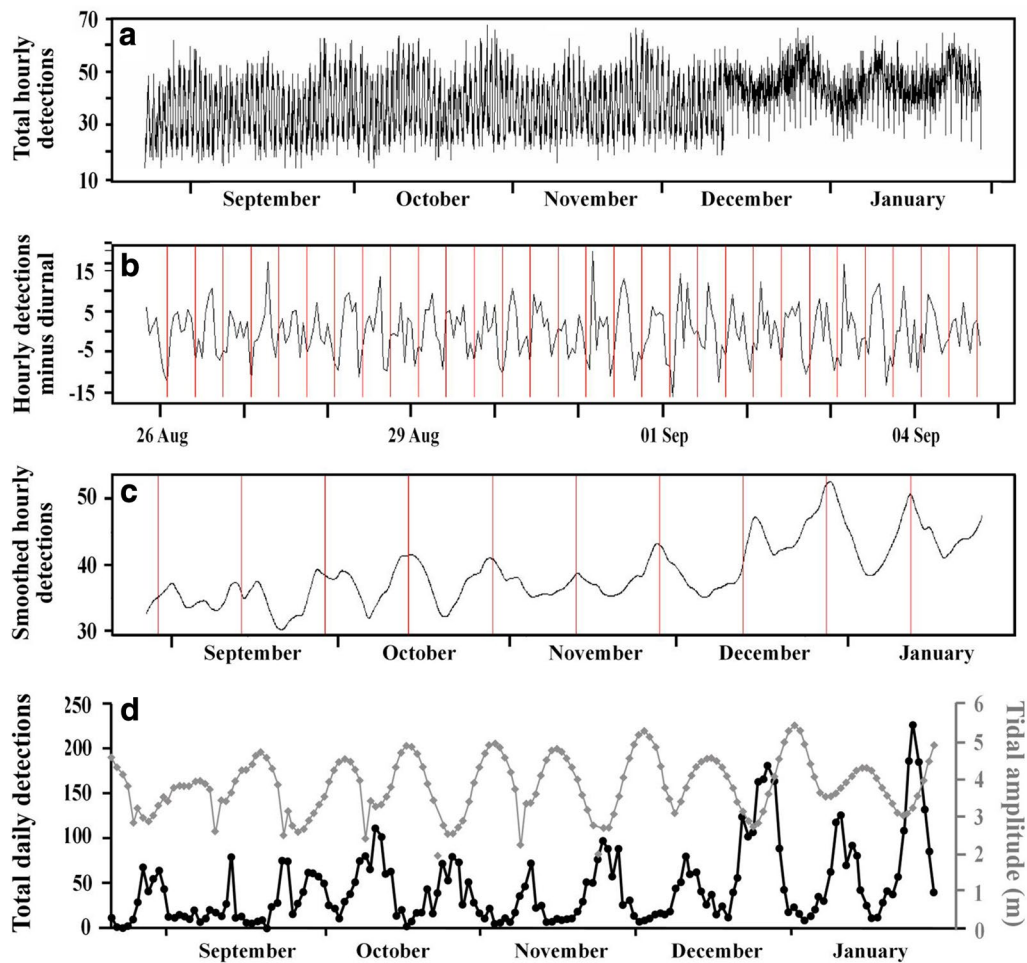 a
Total hourly
detections
70
50
30
10
September October November December January
b
Hourly detections
minus diurnal
15
5
-5
-15
26 Aug 29 Aug 01 Sep 04 Sep
c
Smoothed hourly
detections
50
40
30
September October November December January
d
Total daily detections
250
200
150
100
50
0
6
5
4
3
2
1
0
Tidal amplitude (m)
September October November December January